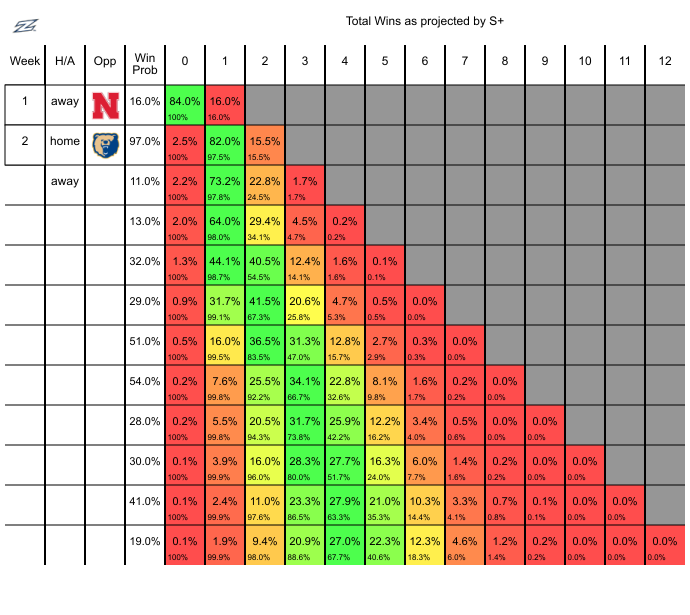 Total Wins as projected by S+
Week H/A Opp Win Prob 0 1 2 3 4 5 6 7 8 9 10 11 12
1 away N 16.0% 84.0% 16.0%
100% 16.0%
2 home 97.0% 2.5% 82.0% 15.5%
100% 97.5% 15.5%
away 11.0% 2.2% 73.2% 22.8% 1.7%
100% 97.8% 24.5% 1.7%
13.0% 2.0% 64.0% 29.4% 4.5% 0.2%
100% 98.0% 34.1% 4.7% 0.2%
32.0% 1.3% 44.1% 40.5% 12.4% 1.6% 0.1%
100% 98.7% 54.5% 14.1% 1.6% 0.1%
29.0% 0.9% 31.7% 41.5% 20.6% 4.7% 0.5% 0.0%
100% 99.1% 67.3% 25.8% 5.3% 0.5% 0.0%
51.0% 0.5% 16.0% 36.5% 31.3% 12.8% 2.7% 0.3% 0.0%
100% 99.5% 83.5% 47.0% 15.7% 2.9% 0.3% 0.0%
54.0% 0.2% 7.6% 25.5% 34.1% 22.8% 8.1% 1.6% 0.2% 0.0%
100% 99.8% 92.2% 66.7% 32.6% 9.8% 1.7% 0.2% 0.0%
28.0% 0.2% 5.5% 20.5% 31.7% 25.9% 12.2% 3.4% 0.5% 0.0% 0.0%
100% 99.8% 94.3% 73.8% 42.2% 16.2% 4.0% 0.6% 0.0% 0.0%
30.0% 0.1% 3.9% 16.0% 28.3% 27.7% 16.3% 6.0% 1.4% 0.2% 0.0% 0.0%
100% 99.9% 96.0% 80.0% 51.7% 24.0% 7.7% 1.6% 0.2% 0.0% 0.0%
41.0% 0.1% 2.4% 11.0% 23.3% 27.9% 21.0% 10.3% 3.3% 0.7% 0.1% 0.0% 0.0%
100% 99.9% 97.6% 86.5% 63.3% 35.3% 14.4% 4.1% 0.8% 0.1% 0.0% 0.0%
19.0% 0.1% 1.9% 9.4% 20.9% 27.0% 22.3% 12.3% 4.6% 1.2% 0.2% 0.0% 0.0% 0.0%
100% 99.9% 98.0% 88.6% 67.7% 40.6% 18.3% 6.0% 1.4% 0.2% 0.0% 0.0% 0.0%